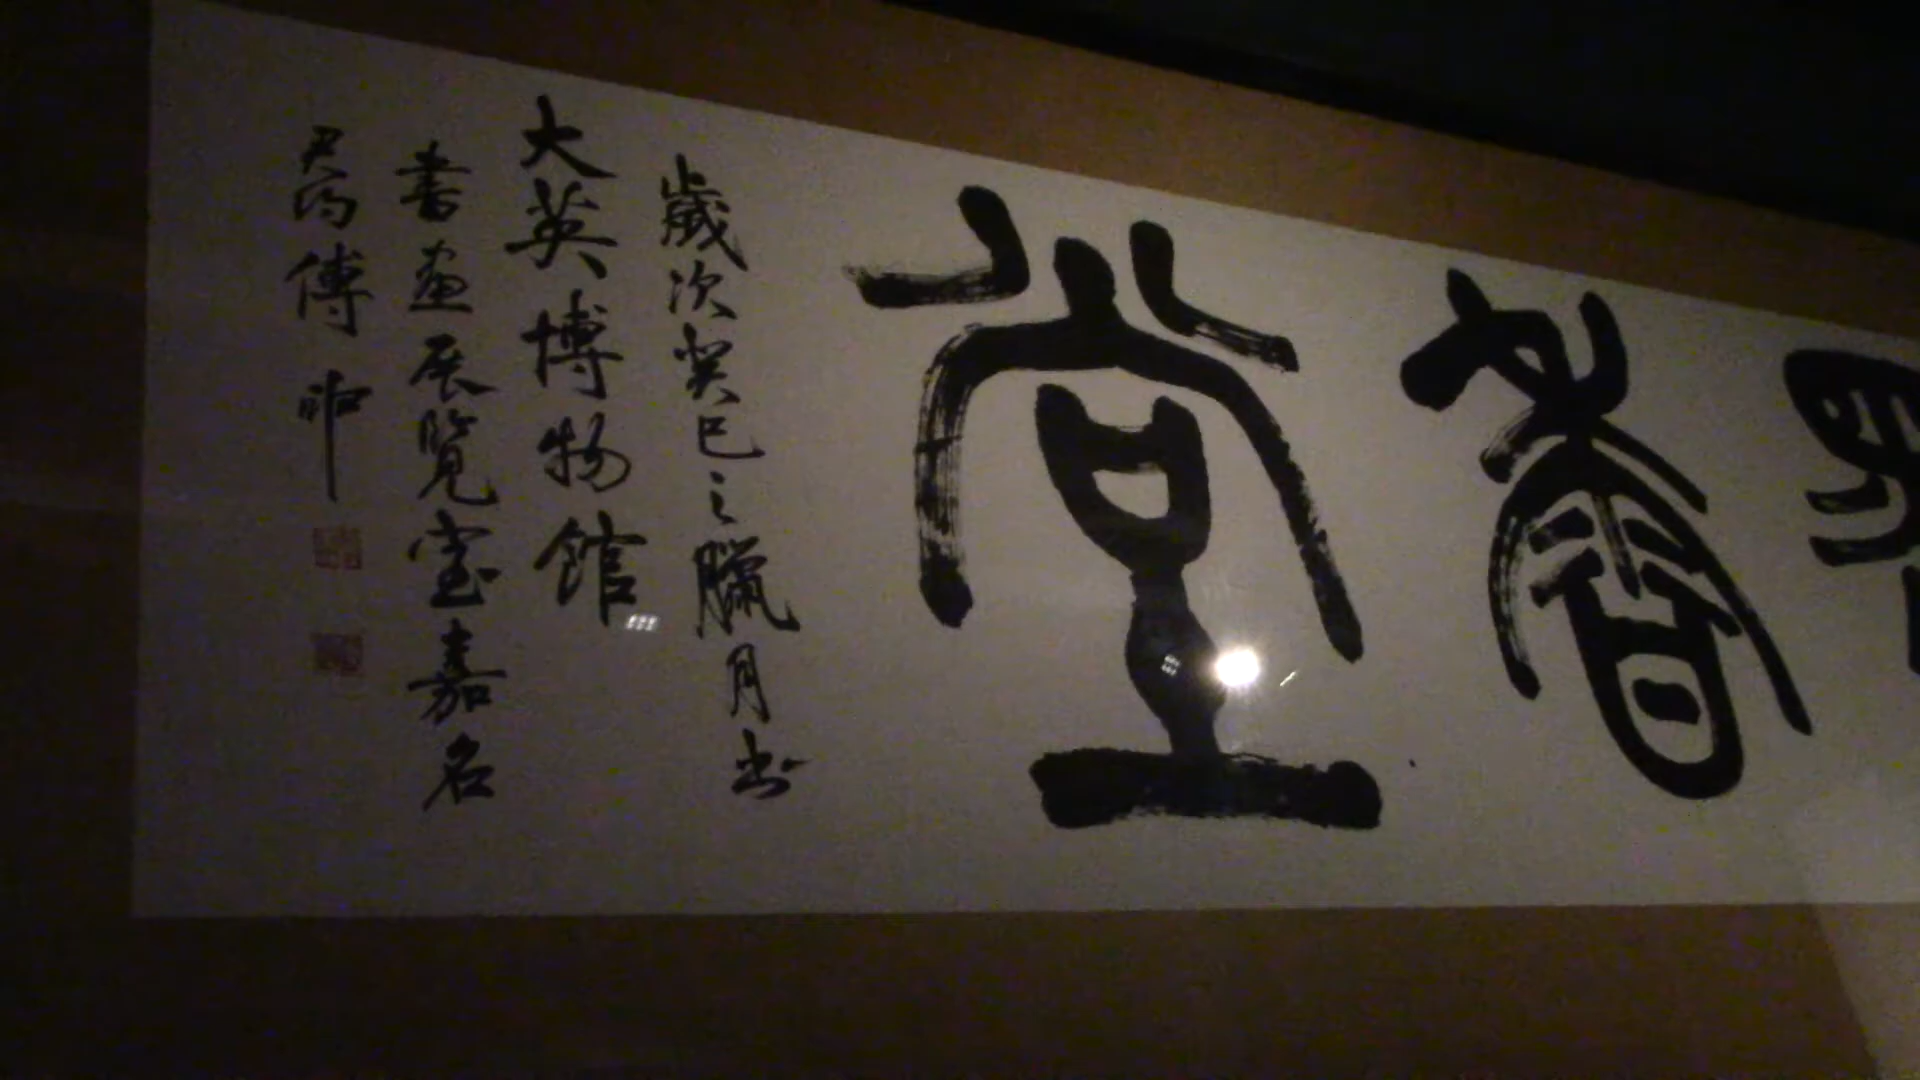 堂
歲次癸巳之臘月書
大英博物館
書畫展覽室嘉名
君約傅申